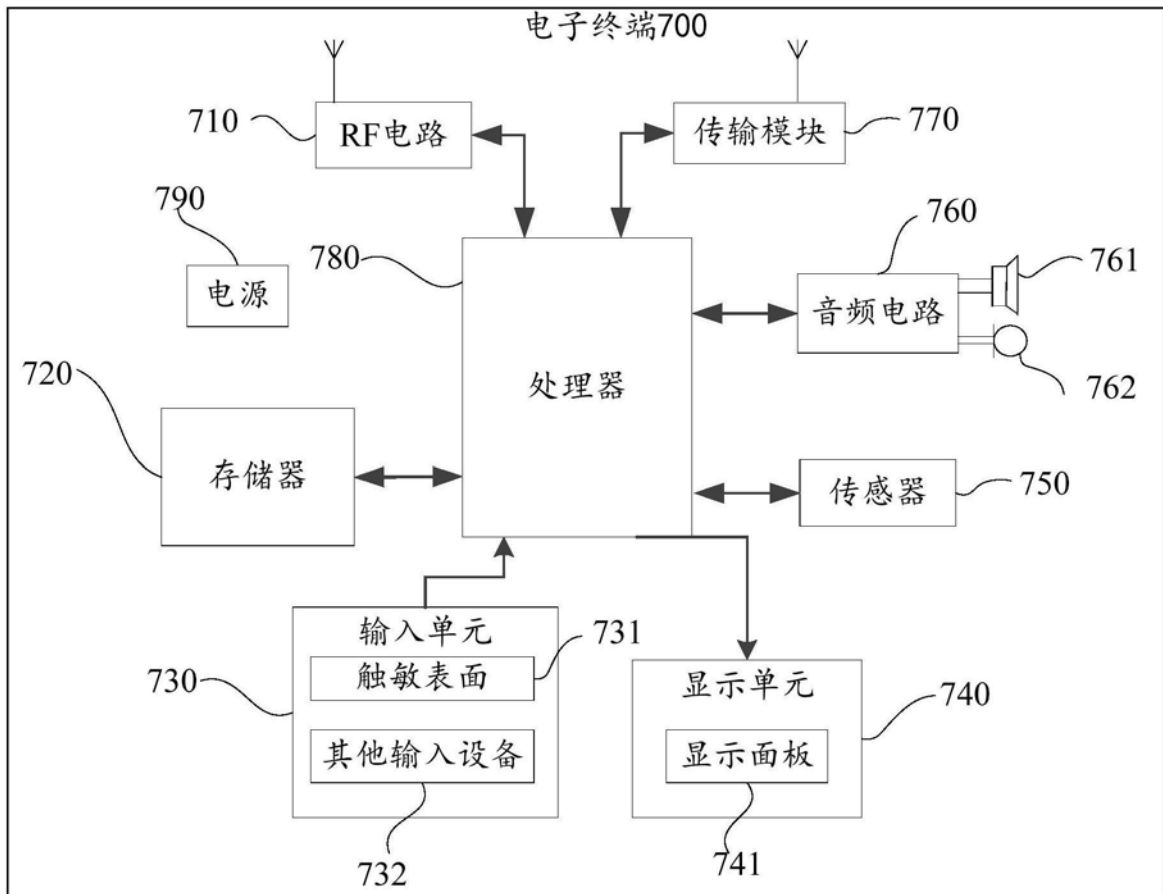 电子终端700
710
RF电路
传输模块
770
790
电源
780
处理器
760
音频电路
761
762
720
存储器
传感器
750
输入单元
731
触敏表面
730
其他输入设备
732
显示单元
740
显示面板
741